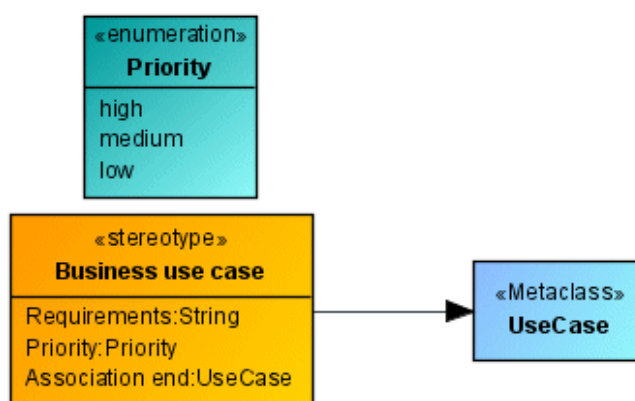 «enumeration»
Priority
high
medium
low
«stereotype»
Business use case
Requirements:String
Priority:Priority
Association end:UseCase
«Metaclass»
UseCase